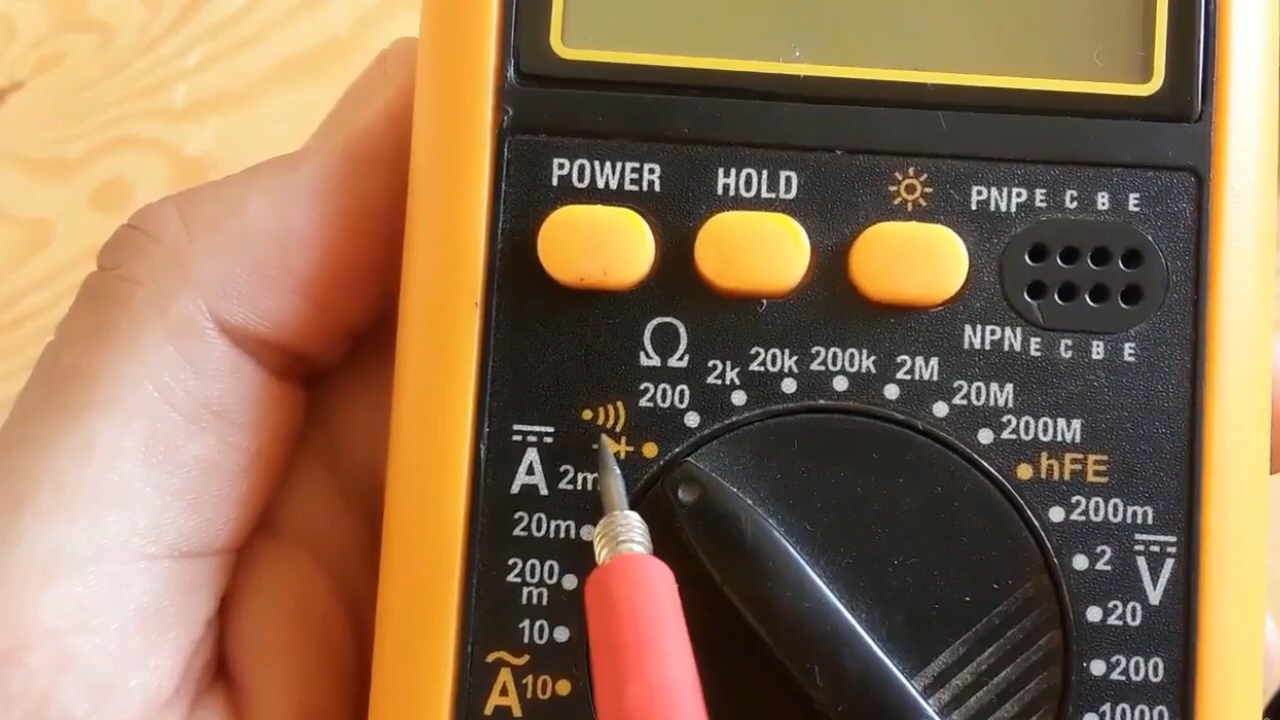 POWER HOLD
PNP E C B E
NPN E C B E
Ω
200 2k 20k 200k 2M 20M 200M
hFE
A 2m
20m
200
m
10
A 10
200m
2
V
20
200
1000